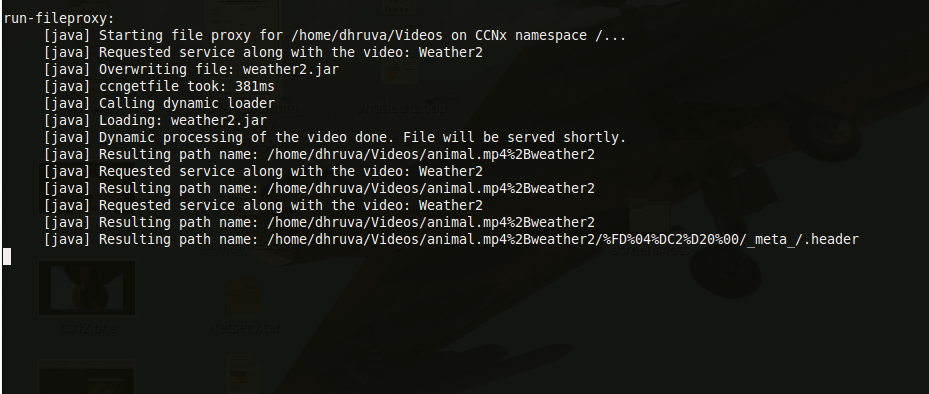 run-fileproxy:
[java] Starting file proxy for /home/dhruva/Videos on CCNx namespace /...
[java] Requested service along with the video: Weather2
[java] Overwriting file: weather2.jar
[java] ccngetfile took: 381ms
[java] Calling dynamic loader
[java] Loading: weather2.jar
[java] Dynamic processing of the video done. File will be served shortly.
[java] Resulting path name: /home/dhruva/Videos/animal.mp4%2Bweather2
[java] Requested service along with the video: Weather2
[java] Resulting path name: /home/dhruva/Videos/animal.mp4%2Bweather2
[java] Requested service along with the video: Weather2
[java] Resulting path name: /home/dhruva/Videos/animal.mp4%2Bweather2
[java] Resulting path name: /home/dhruva/Videos/animal.mp4%2Bweather2/%FD%04%DC2%D20%00/_meta_/.header